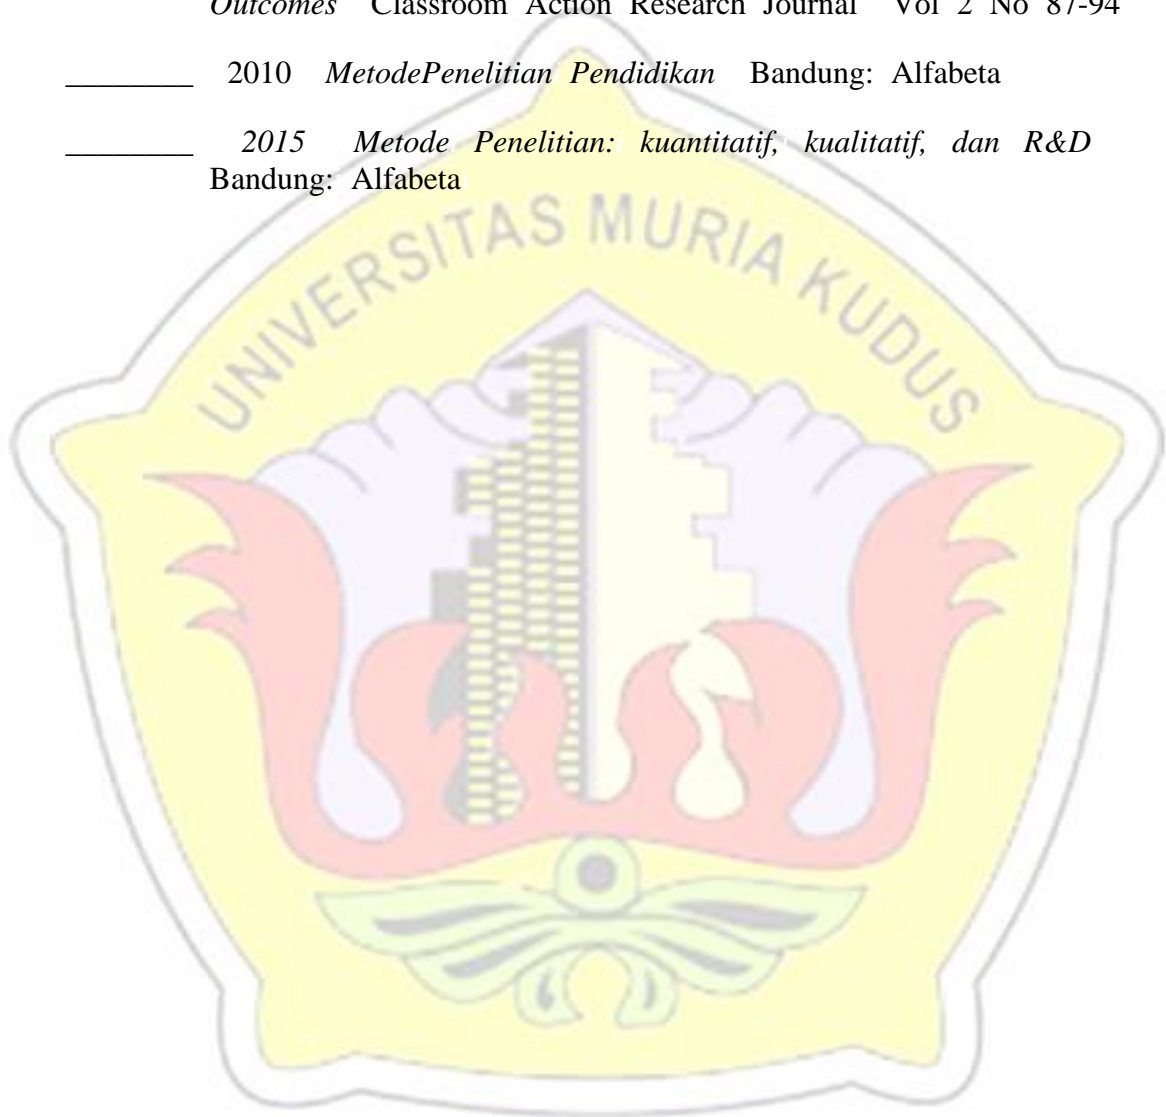 Outcomes Classroom Action Research Journal Vol 2 No 87-94
________ 2010 MetodePenelitian Pendidikan Bandung: Alfabeta
________ 2015 Metode Penelitian: kuantitatif, kualitatif, dan R&D
Bandung: Alfabeta
UNIVERSITAS MURIA KUDUS